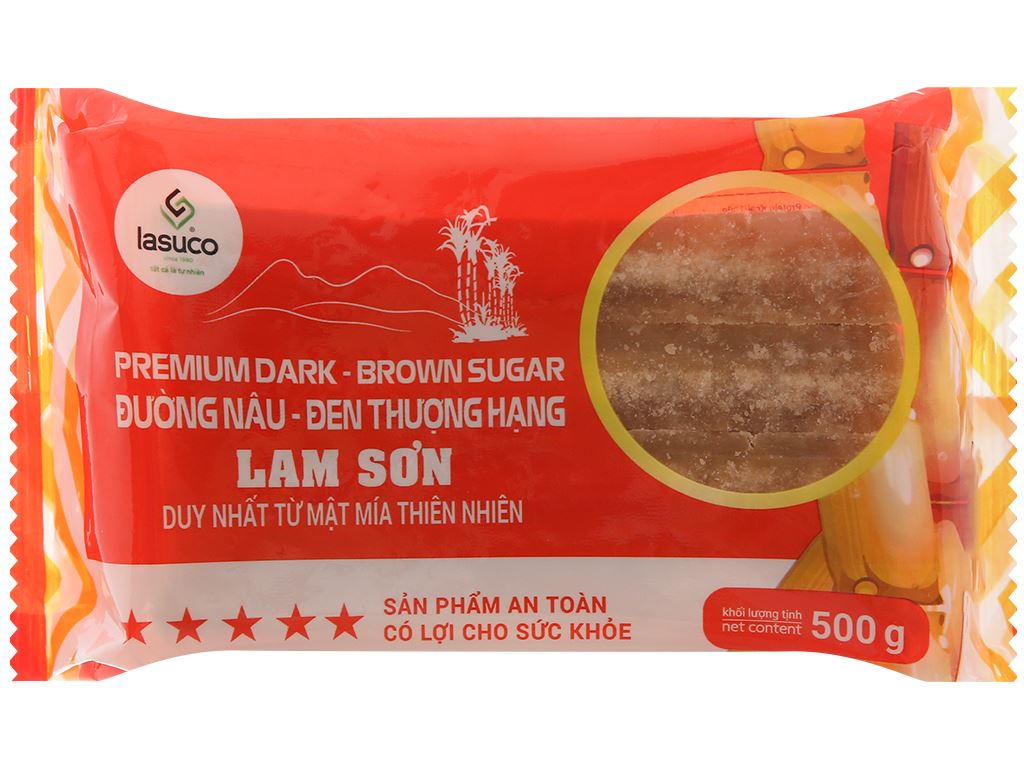 lasuco
®
since 1980
tất cả là tự nhiên
PREMIUM DARK - BROWN SUGAR
ĐƯỜNG NÂU - ĐEN THƯỢNG HẠNG
LAM SƠN
DUY NHẤT TỪ MẬT MÍA THIÊN NHIÊN
SẢN PHẨM AN TOÀN
CÓ LỢI CHO SỨC KHỎE
khối lượng tịnh
net content
500 g